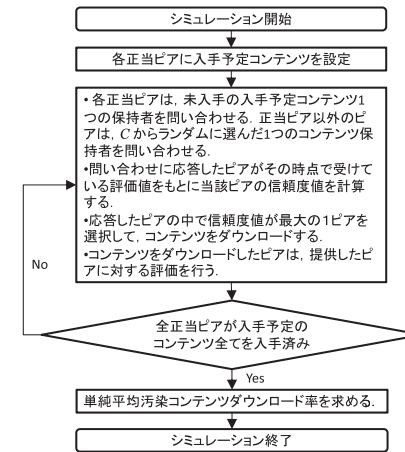 シミュレーション開始
各正当ピアに入手予定コンテンツを設定
•各正当ピアは，未入手の入手予定コンテンツ1
つの保持者を問い合わせる．正当ピア以外のピ
アは，Cからランダムに選んだ1つのコンテンツ保
持者を問い合わせる．
•問い合わせに応答したピアがその時点で受けて
いる評価値をもとに当該ピアの信頼度値を計算
する．
•応答したピアの中で信頼度値が最大の1ピアを
選択して，コンテンツをダウンロードする．
•コンテンツをダウンロードしたピアは，提供したピ
アに対する評価を行う．
No
全正当ピアが入手予定の
コンテンツ全てを入手済み
Yes
単純平均汚染コンテンツダウンロード率を求める．
シミュレーション終了